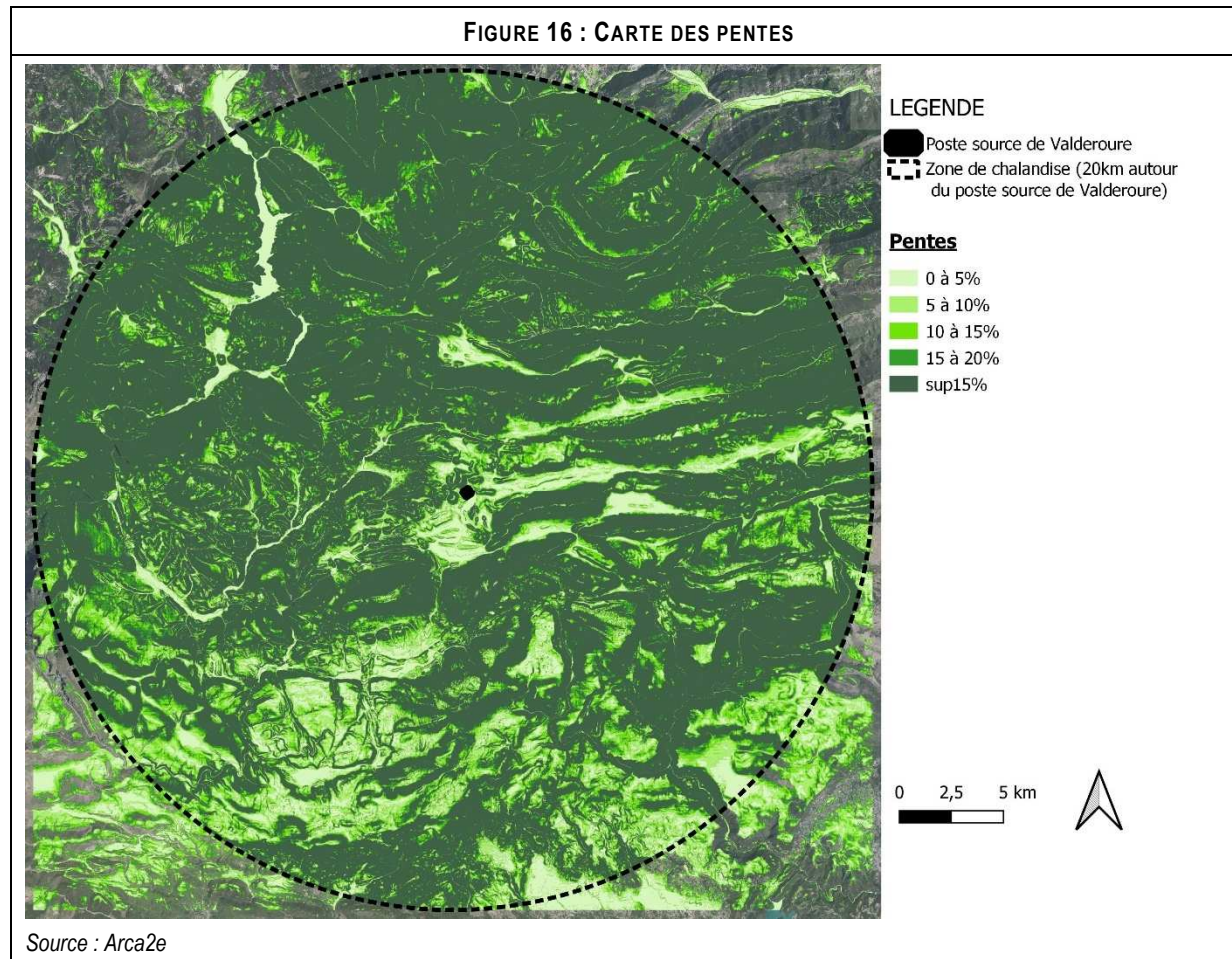 FIGURE 16 : CARTE DES PENTES
LEGENDE
Poste source de Valderoure
Zone de chalandise (20km autour
du poste source de Valderoure)
Pentes
0 à 5%
5 à 10%
10 à 15%
15 à 20%
sup15%
0 2,5 5 km
Source : Arca2e